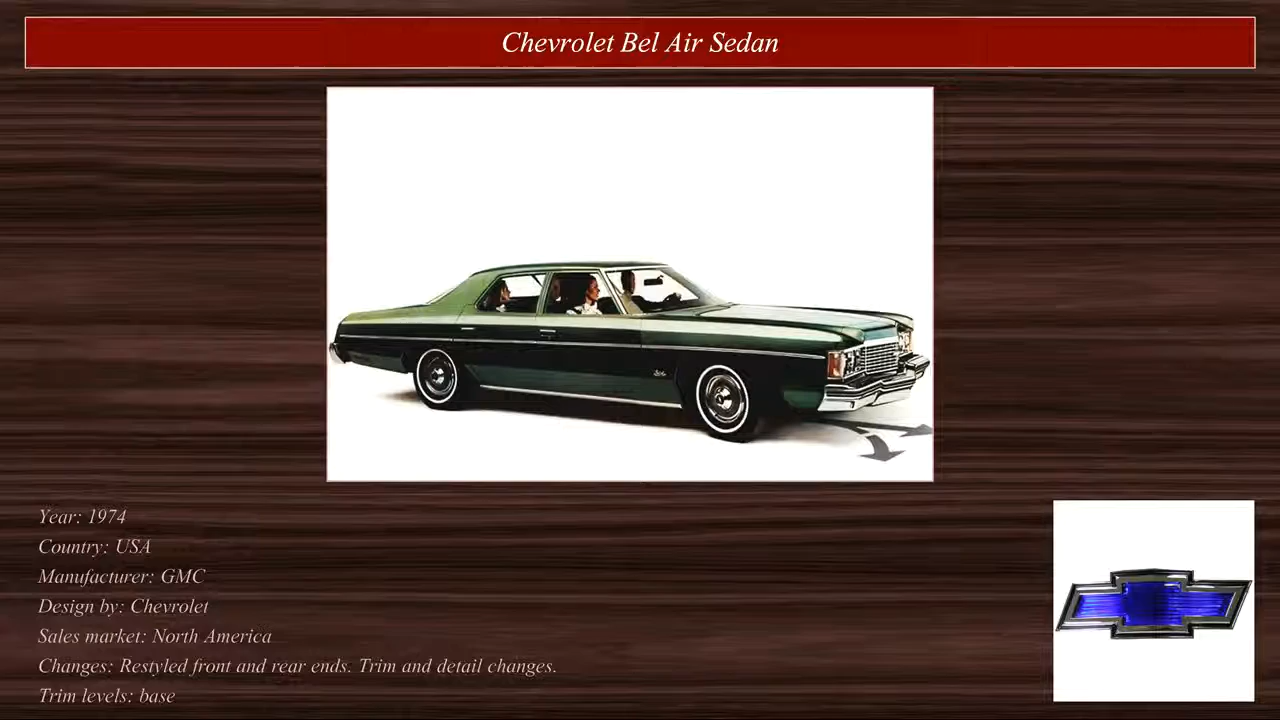 Chevrolet Bel Air Sedan
Year: 1974
Country: USA
Manufacturer: GMC
Design by: Chevrolet
Sales market: North America
Changes: Restyled front and rear ends. Trim and detail changes.
Trim levels: base